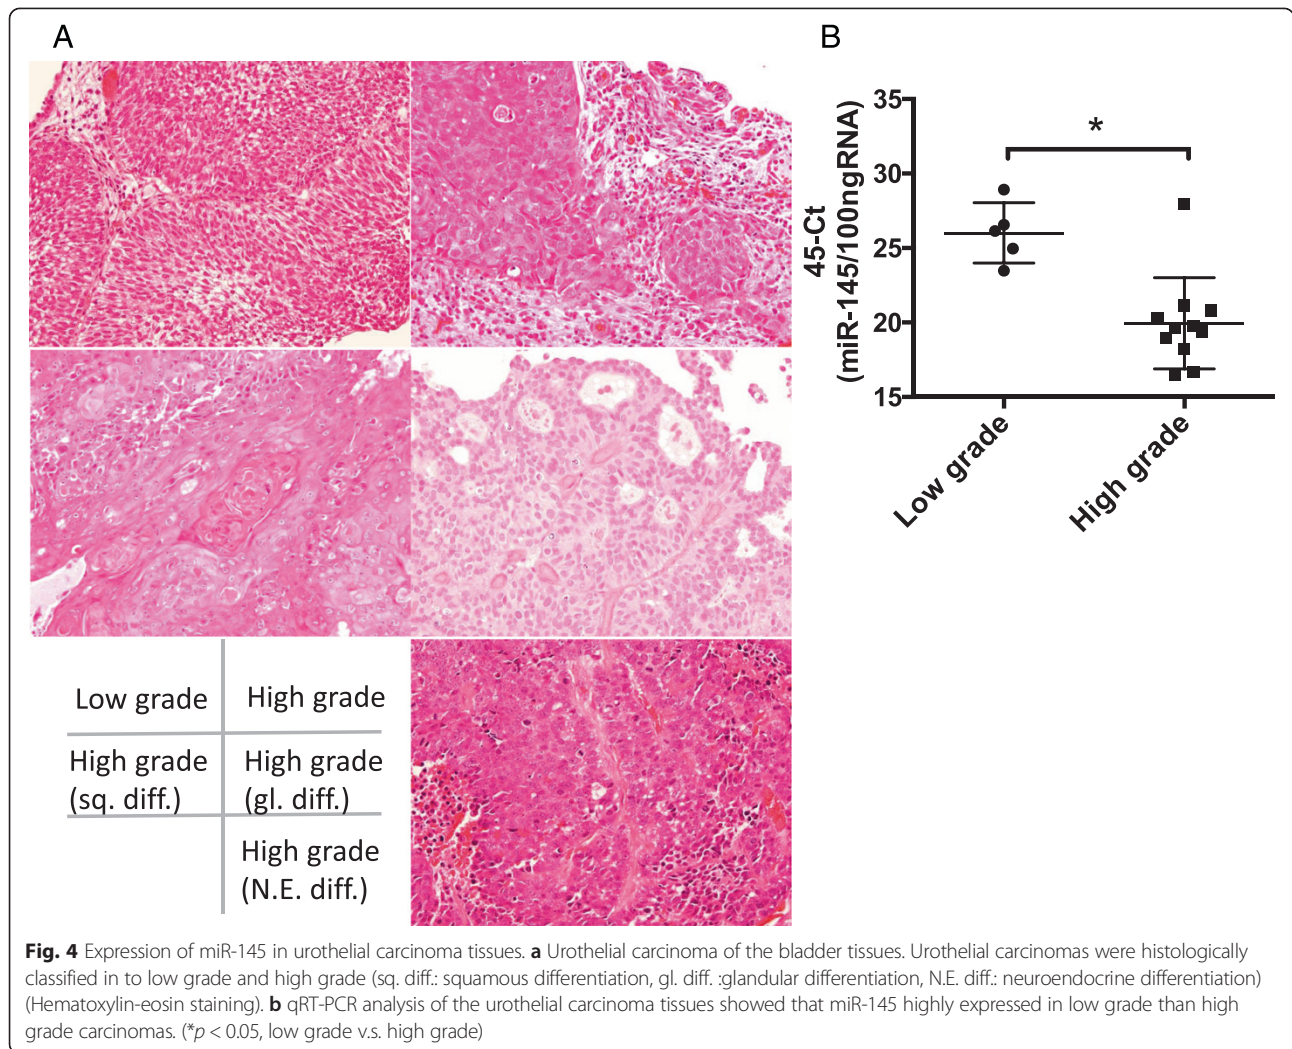 A
B
35
30
25
20
15
45-Ct
(miR-145/100ngRNA)
*
Low grade
High grade
Low grade
High grade
High grade
(sq. diff.)
High grade
(gl. diff.)
High grade
(N.E. diff.)
Fig. 4 Expression of miR-145 in urothelial carcinoma tissues. a Urothelial carcinoma of the bladder tissues. Urothelial carcinomas were histologically
classified in to low grade and high grade (sq. diff.: squamous differentiation, gl. diff. :glandular differentiation, N.E. diff.: neuroendocrine differentiation)
(Hematoxylin-eosin staining). b qRT-PCR analysis of the urothelial carcinoma tissues showed that miR-145 highly expressed in low grade than high
grade carcinomas. (*p < 0.05, low grade v.s. high grade)